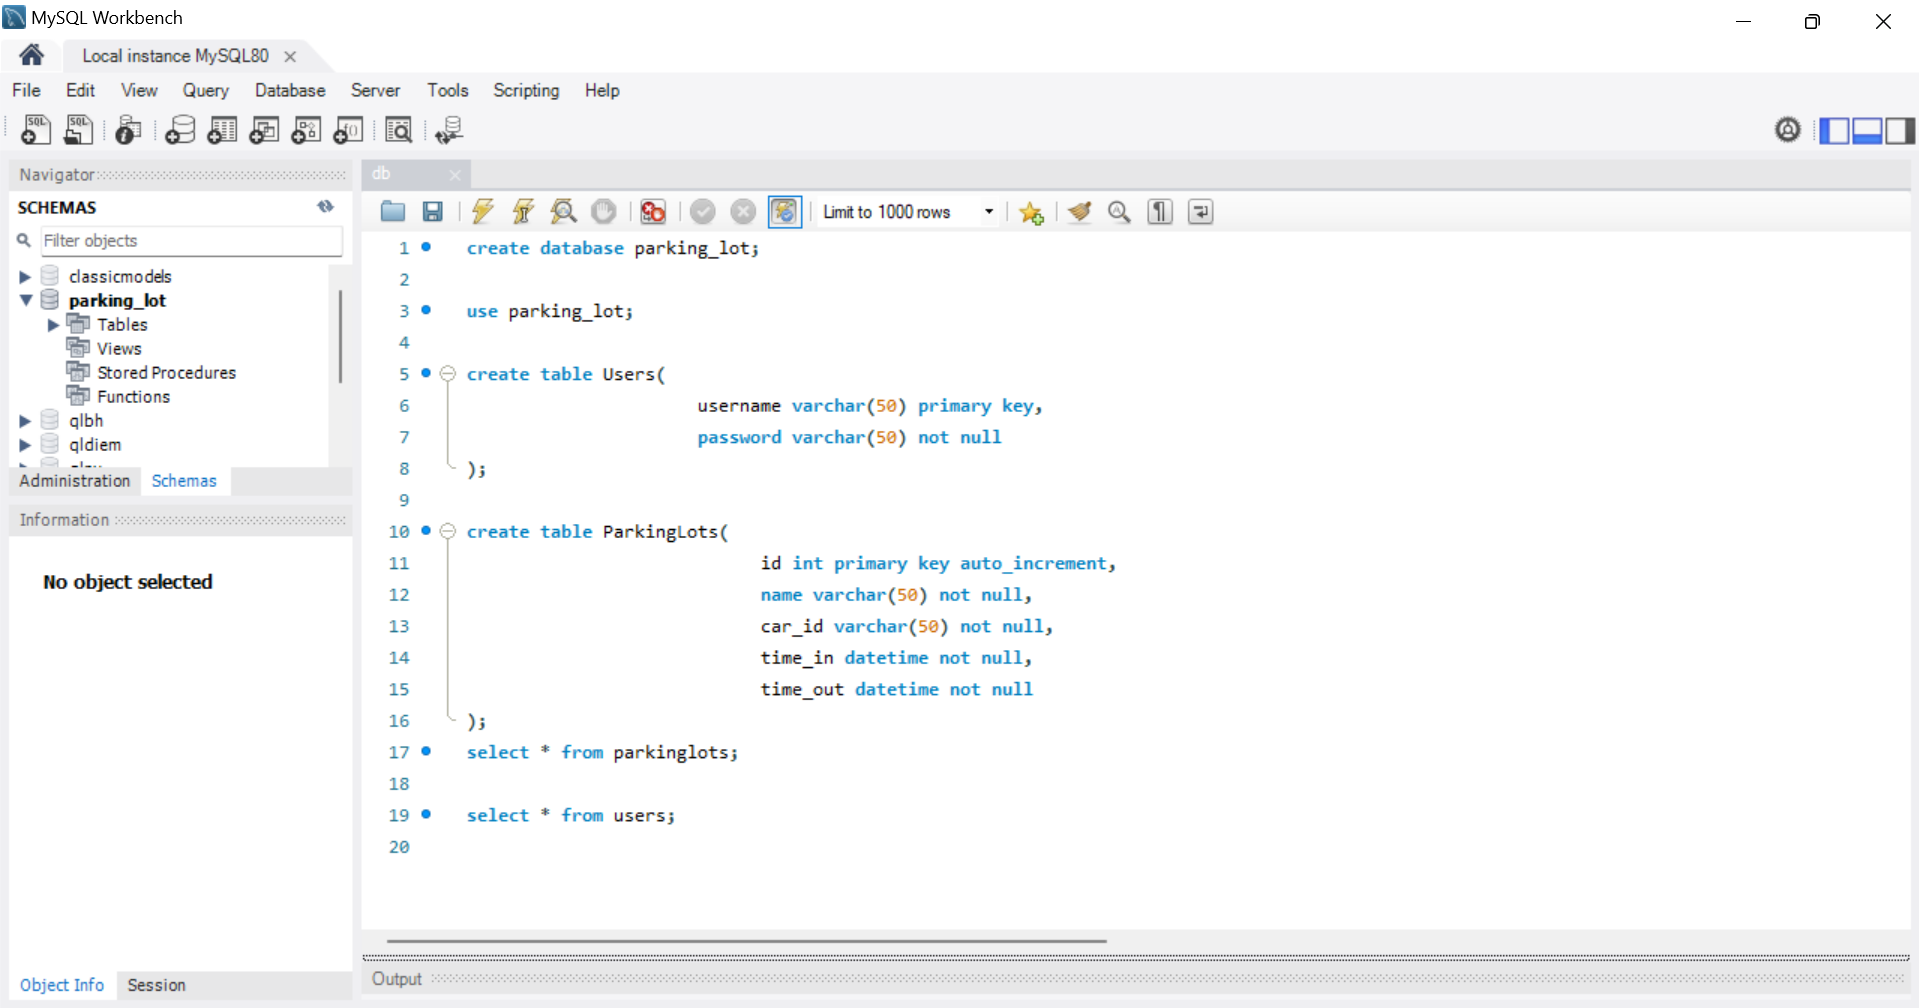 MySQL Workbench
Local instance MySQL80
File Edit View Query Database Server Tools Scripting Help
Navigator
SCHEMAS
Filter objects
classicmodels
parking_lot
Tables
Views
Stored Procedures
Functions
qlbh
qldiem
Administration Schemas
Information
No object selected
Object Info Session
db
Limit to 1000 rows
1 create database parking_lot;
2
3 use parking_lot;
4
5 create table Users(
6 username varchar(50) primary key,
7 password varchar(50) not null
8 );
9
10 create table ParkingLots(
11 id int primary key auto_increment,
12 name varchar(50) not null,
13 car_id varchar(50) not null,
14 time_in datetime not null,
15 time_out datetime not null
16 );
17 select * from parkinglots;
18
19 select * from users;
20
Output